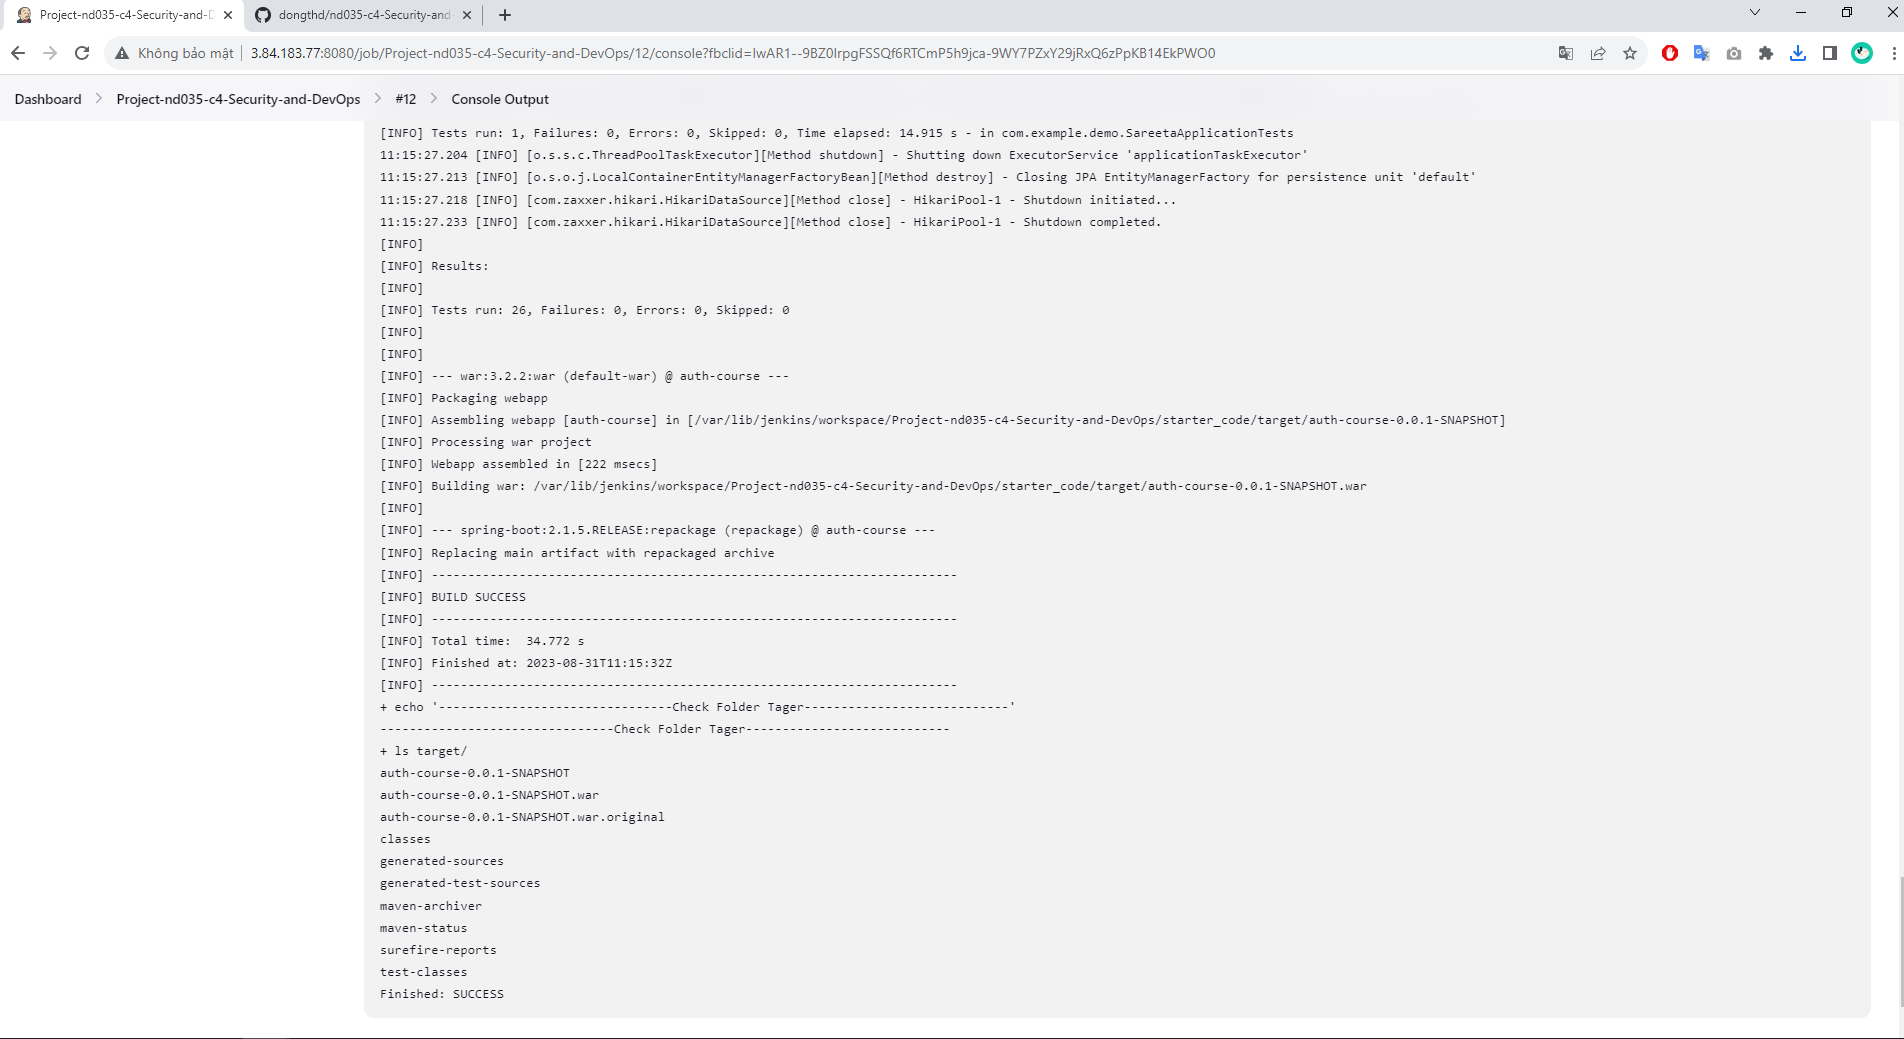 Project-nd035-c4-Security-and-D
dongthd/nd035-c4-Security-and-
Không bảo mật
3.84.183.77:8080/job/Project-nd035-c4-Security-and-DevOps/12/console?fbclid=IwAR1--9BZ0lrpgFSSQf6RTCmP5h9jca-9WY7PZxY29jRxQ6zPpKB14EkPWO0
Dashboard > Project-nd035-c4-Security-and-DevOps > #12 > Console Output
[INFO] Tests run: 1, Failures: 0, Errors: 0, Skipped: 0, Time elapsed: 14.915 s - in com.example.demo.SareetaApplicationTests
11:15:27.204 [INFO] [o.s.s.c.ThreadPoolTaskExecutor][Method shutdown] - Shutting down ExecutorService 'applicationTaskExecutor'
11:15:27.213 [INFO] [o.s.o.j.LocalContainerEntityManagerFactoryBean][Method destroy] - Closing JPA EntityManagerFactory for persistence unit 'default'
11:15:27.218 [INFO] [com.zaxxer.hikari.HikariDataSource][Method close] - HikariPool-1 - Shutdown initiated...
11:15:27.233 [INFO] [com.zaxxer.hikari.HikariDataSource][Method close] - HikariPool-1 - Shutdown completed.
[INFO]
[INFO] Results:
[INFO]
[INFO] Tests run: 26, Failures: 0, Errors: 0, Skipped: 0
[INFO]
[INFO]
[INFO] --- war:3.2.2:war (default-war) @ auth-course ---
[INFO] Packaging webapp
[INFO] Assembling webapp [auth-course] in [/var/lib/jenkins/workspace/Project-nd035-c4-Security-and-DevOps/starter_code/target/auth-course-0.0.1-SNAPSHOT]
[INFO] Processing war project
[INFO] Webapp assembled in [222 msecs]
[INFO] Building war: /var/lib/jenkins/workspace/Project-nd035-c4-Security-and-DevOps/starter_code/target/auth-course-0.0.1-SNAPSHOT.war
[INFO]
[INFO] --- spring-boot:2.1.5.RELEASE:repackage (repackage) @ auth-course ---
[INFO] Replacing main artifact with repackaged archive
[INFO] ------------------------------------------------------------------------
[INFO] BUILD SUCCESS
[INFO] ------------------------------------------------------------------------
[INFO] Total time:  34.772 s
[INFO] Finished at: 2023-08-31T11:15:32Z
[INFO] ------------------------------------------------------------------------
+ echo '--------------------------------Check Folder Tager----------------------------'
--------------------------------Check Folder Tager----------------------------
+ ls target/
auth-course-0.0.1-SNAPSHOT
auth-course-0.0.1-SNAPSHOT.war
auth-course-0.0.1-SNAPSHOT.war.original
classes
generated-sources
generated-test-sources
maven-archiver
maven-status
surefire-reports
test-classes
Finished: SUCCESS